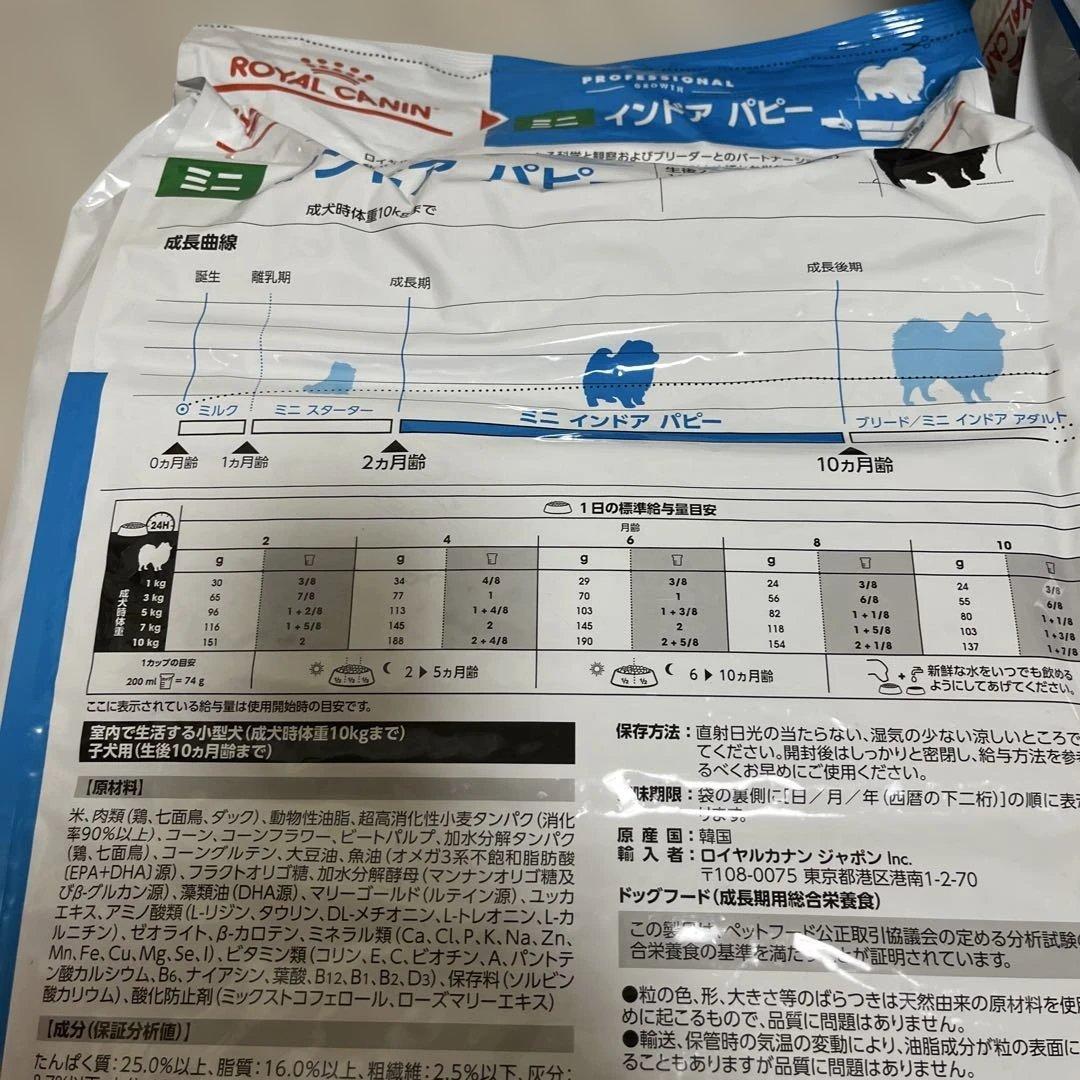 ROYAL CANIN
PROFESSIONAL
GROWTH
ミニ インドア パピー
ミニ インドア パピー
成犬時体重10kgまで
成長曲線
誕生 離乳期 成長期 成長後期
ミルク ミニ スターター ミニ インドア パピー ブリード/ミニ インドア アダルト
0ヵ月齢 1ヵ月齢 2ヵ月齢 10ヵ月齢
1日の標準給与量目安
24H
月齢
2 4 6 8 10
g g g g g
成犬時体重
1 kg 30 3/8 34 4/8 29 3/8 24 3/8 24 3/8
3 kg 65 7/8 77 1 70 1 56 6/8 55 6/8
5 kg 96 1+2/8 113 1+4/8 103 1+3/8 82 1+1/8 80 1+1/8
7 kg 116 1+5/8 145 2 145 2 118 1+5/8 103 1+3/8
10 kg 151 2 188 2+4/8 190 2+5/8 154 2+1/8 137 1+7/8
1カップの目安
200 ml = 74 g
⅓ ⅓ ⅓ 2▶5ヵ月齢
½ ½ 6▶10ヵ月齢
新鮮な水をいつでも飲める
ようにしてあげてください。
ここに表示されている給与量は使用開始時の目安です。
室内で生活する小型犬(成犬時体重10kgまで)
子犬用(生後10ヵ月齢まで)
【原材料】
米、肉類(鶏、七面鳥、ダック)、動物性油脂、超高消化性小麦タンパク(消化
率90%以上)、コーン、コーンフラワー、ビートパルプ、加水分解タンパク
(鶏、七面鳥)、コーングルテン、大豆油、魚油(オメガ3系不飽和脂肪酸
[EPA+DHA]源)、フラクトオリゴ糖、加水分解酵母(マンナンオリゴ糖及
びβ-グルカン源)、藻類油(DHA源)、マリーゴールド(ルテイン源)、ユッカ
エキス、アミノ酸類(L-リジン、タウリン、DL-メチオニン、L-トレオニン、L-カ
ルニチン)、ゼオライト、β-カロテン、ミネラル類(Ca、Cl、P、K、Na、Zn、
Mn、Fe、Cu、Mg、Se、I)、ビタミン類(コリン、E、C、ビオチン、A、パントテ
ン酸カルシウム、B6、ナイアシン、葉酸、B12、B1、B2、D3)、保存料(ソルビン
酸カリウム)、酸化防止剤(ミックストコフェロール、ローズマリーエキス)
【成分(保証分析値)】
たんぱく質:25.0%以上、脂質:16.0%以上、粗繊維:2.5%以下、灰分:
保存方法:直射日光の当たらない、湿気の少ない涼しいところで
てください。開封後はしっかりと密閉し、給与方法を参
るべくお早めにご使用ください。
味期限:袋の裏側に[日/月/年(西暦の下二桁)]の順に表
ります。
原産国:韓国
輸入者:ロイヤルカナン ジャポン Inc.
〒108-0075 東京都港区港南1-2-70
ドッグフード(成長期用総合栄養食)
この製品は、ペットフード公正取引協議会の定める分析試験の
合栄養食の基準を満たすことが証明されています。
●粒の色、形、大きさ等のばらつきは天然由来の原材料を使
めに起こるもので、品質に問題はありません。
●輸送、保管時の気温の変動により、油脂成分が粒の表面に
ることもありますが品質に問題はありません。